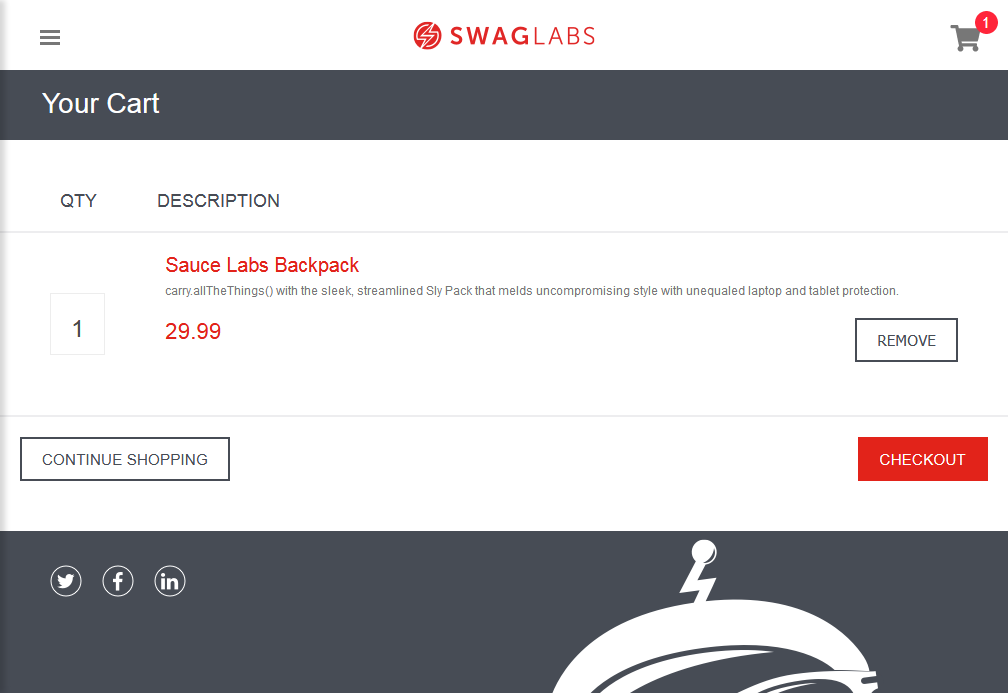 SWAGLABS
1
Your Cart
QTY DESCRIPTION
Sauce Labs Backpack
carry.allTheThings() with the sleek, streamlined Sly Pack that melds uncompromising style with unequaled laptop and tablet protection.
1
29.99
REMOVE
CONTINUE SHOPPING
CHECKOUT